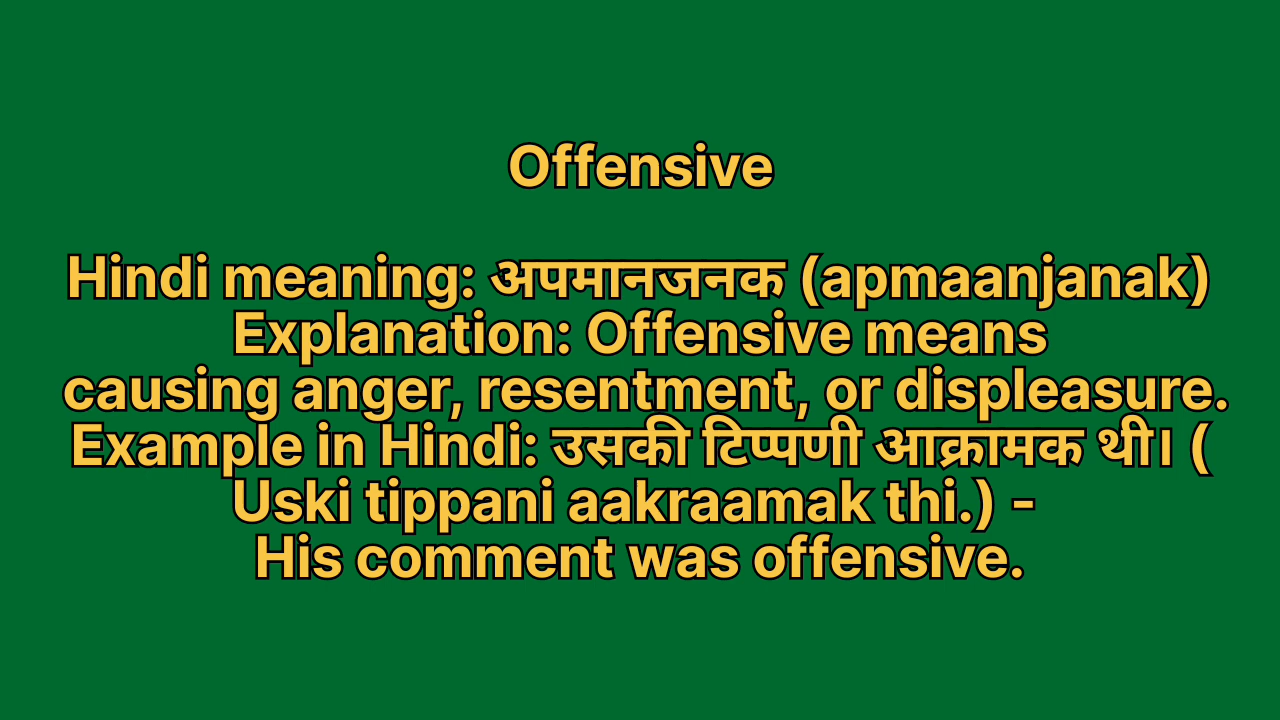 Offensive
Hindi meaning: अपमानजनक (apmaanjanak)
Explanation: Offensive means
causing anger, resentment, or displeasure.
Example in Hindi: उसकी टिप्पणी आक्रामक थी। (
Uski tippani aakraamak thi.) -
His comment was offensive.